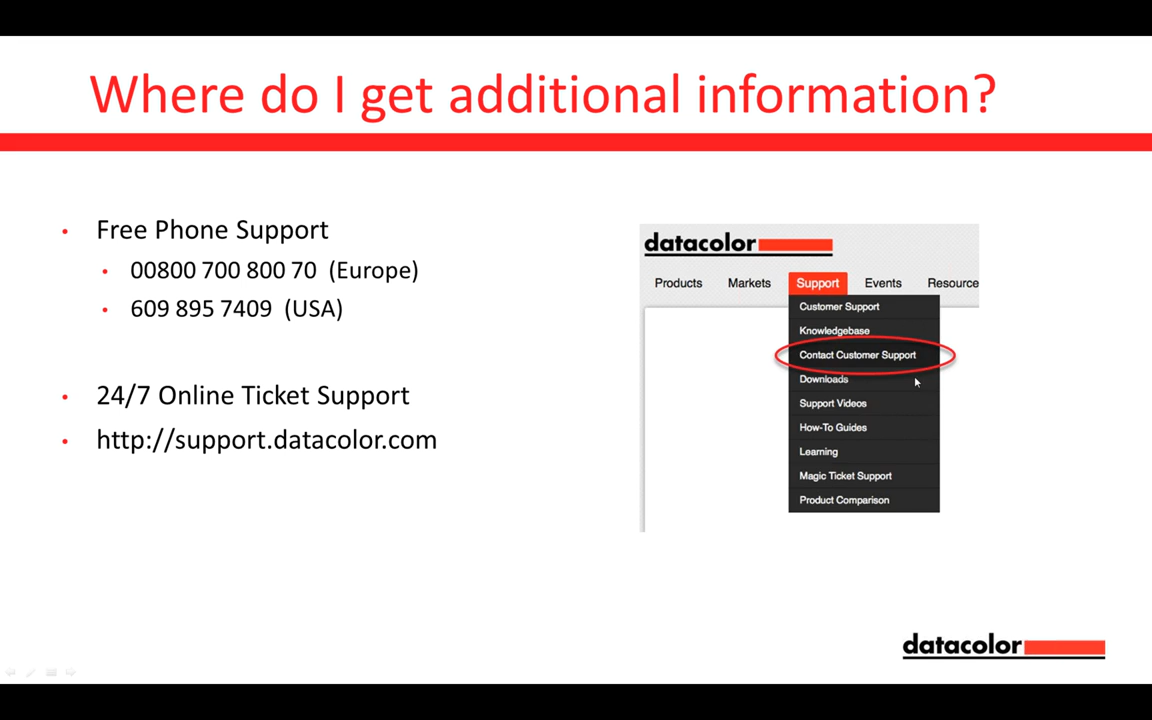 Where do I get additional information?
• Free Phone Support
• 00800 700 800 70 (Europe)
• 609 895 7409 (USA)
• 24/7 Online Ticket Support
• http://support.datacolor.com
datacolor
Products Markets Support Events Resource
Customer Support
Knowledgebase
Contact Customer Support
Downloads
Support Videos
How-To Guides
Learning
Magic Ticket Support
Product Comparison
datacolor